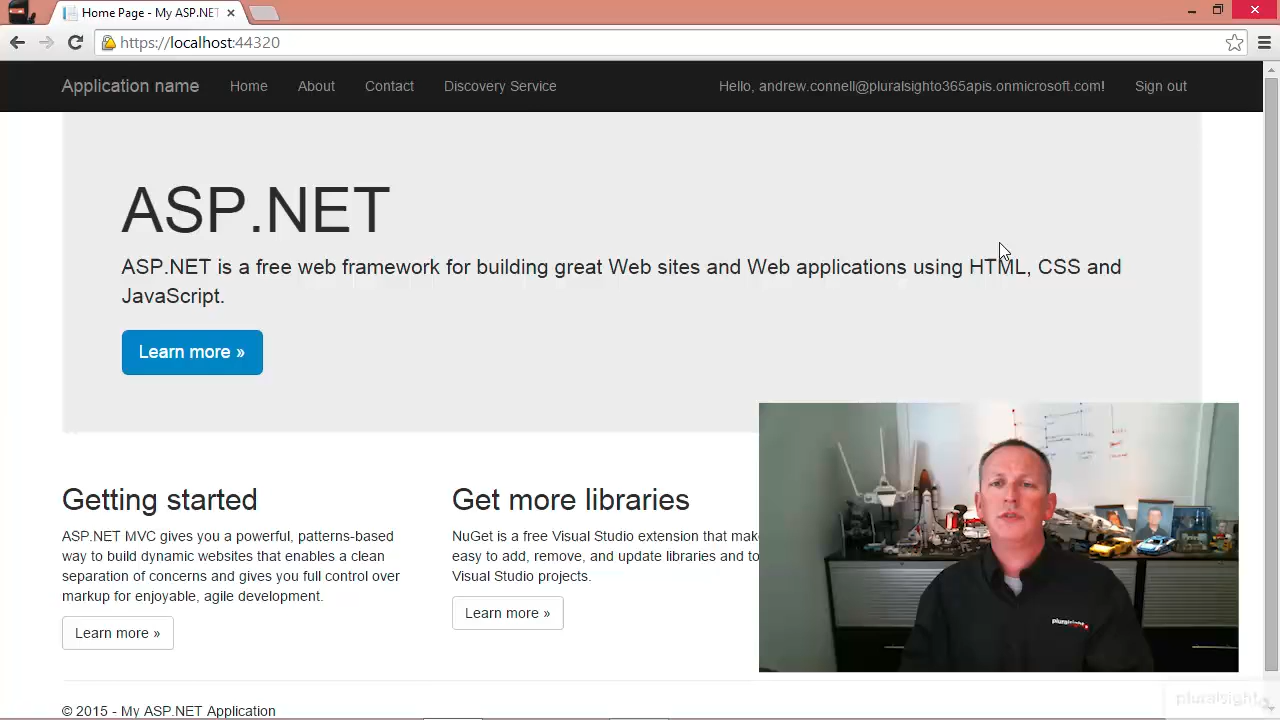 Home Page - My ASP.NET
https://localhost:44320
Application name Home About Contact Discovery Service Hello, andrew.connell@pluralsighto365apis.onmicrosoft.com! Sign out
ASP.NET
ASP.NET is a free web framework for building great Web sites and Web applications using HTML, CSS and
JavaScript.
Learn more »
Getting started
ASP.NET MVC gives you a powerful, patterns-based
way to build dynamic websites that enables a clean
separation of concerns and gives you full control over
markup for enjoyable, agile development.
Learn more »
Get more libraries
NuGet is a free Visual Studio extension that mak
easy to add, remove, and update libraries and to
Visual Studio projects.
Learn more »
pluralsight
© 2015 - My ASP.NET Application
pluralsight